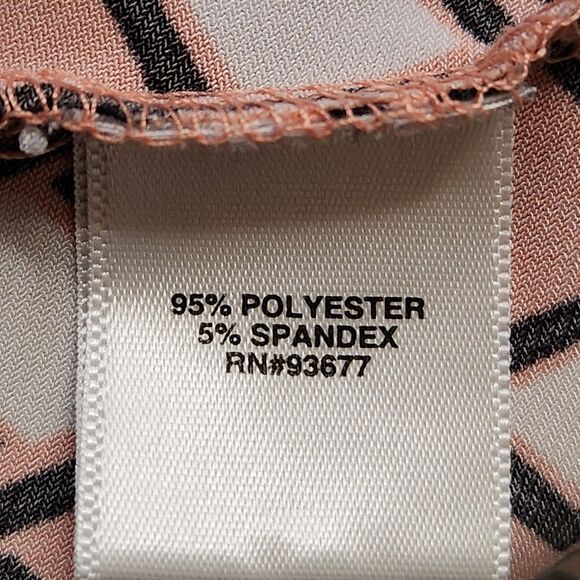 95% POLYESTER
5% SPANDEX
RN#93677